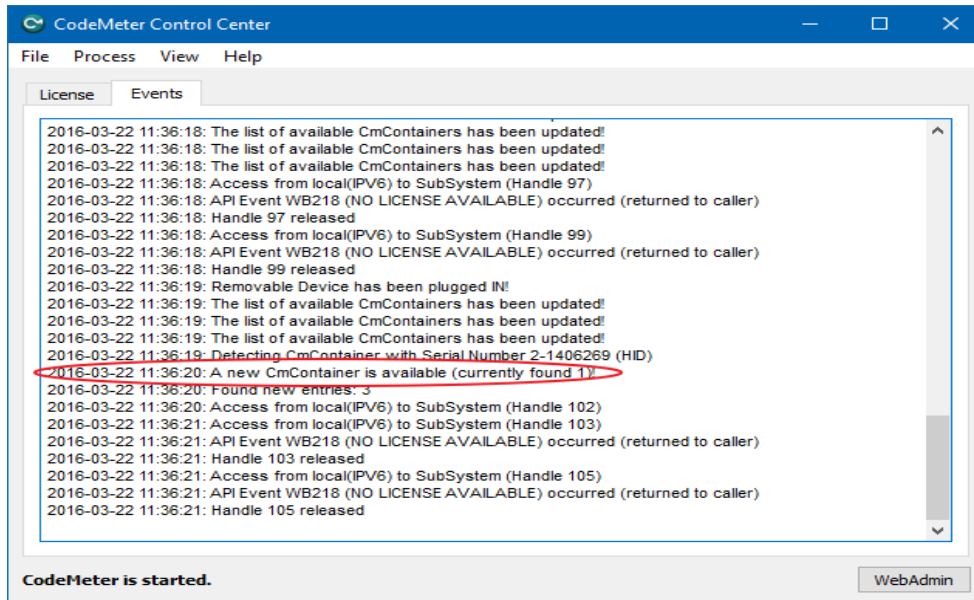 CodeMeter Control Center
File Process View Help
License Events
2016-03-22 11:36:18: The list of available CmContainers has been updated!
2016-03-22 11:36:18: The list of available CmContainers has been updated!
2016-03-22 11:36:18: The list of available CmContainers has been updated!
2016-03-22 11:36:18: Access from local(IPV6) to SubSystem (Handle 97)
2016-03-22 11:36:18: API Event WB218 (NO LICENSE AVAILABLE) occurred (returned to caller)
2016-03-22 11:36:18: Handle 97 released
2016-03-22 11:36:18: Access from local(IPV6) to SubSystem (Handle 99)
2016-03-22 11:36:18: API Event WB218 (NO LICENSE AVAILABLE) occurred (returned to caller)
2016-03-22 11:36:18: Handle 99 released
2016-03-22 11:36:19: Removable Device has been plugged IN!
2016-03-22 11:36:19: The list of available CmContainers has been updated!
2016-03-22 11:36:19: The list of available CmContainers has been updated!
2016-03-22 11:36:19: The list of available CmContainers has been updated!
2016-03-22 11:36:19: Detecting CmContainer with Serial Number 2-1406269 (HID)
2016-03-22 11:36:20: A new CmContainer is available (currently found 1)!
2016-03-22 11:36:20: Found new entries: 3
2016-03-22 11:36:20: Access from local(IPV6) to SubSystem (Handle 102)
2016-03-22 11:36:21: Access from local(IPV6) to SubSystem (Handle 103)
2016-03-22 11:36:21: API Event WB218 (NO LICENSE AVAILABLE) occurred (returned to caller)
2016-03-22 11:36:21: Handle 103 released
2016-03-22 11:36:21: Access from local(IPV6) to SubSystem (Handle 105)
2016-03-22 11:36:21: API Event WB218 (NO LICENSE AVAILABLE) occurred (returned to caller)
2016-03-22 11:36:21: Handle 105 released
CodeMeter is started.
WebAdmin